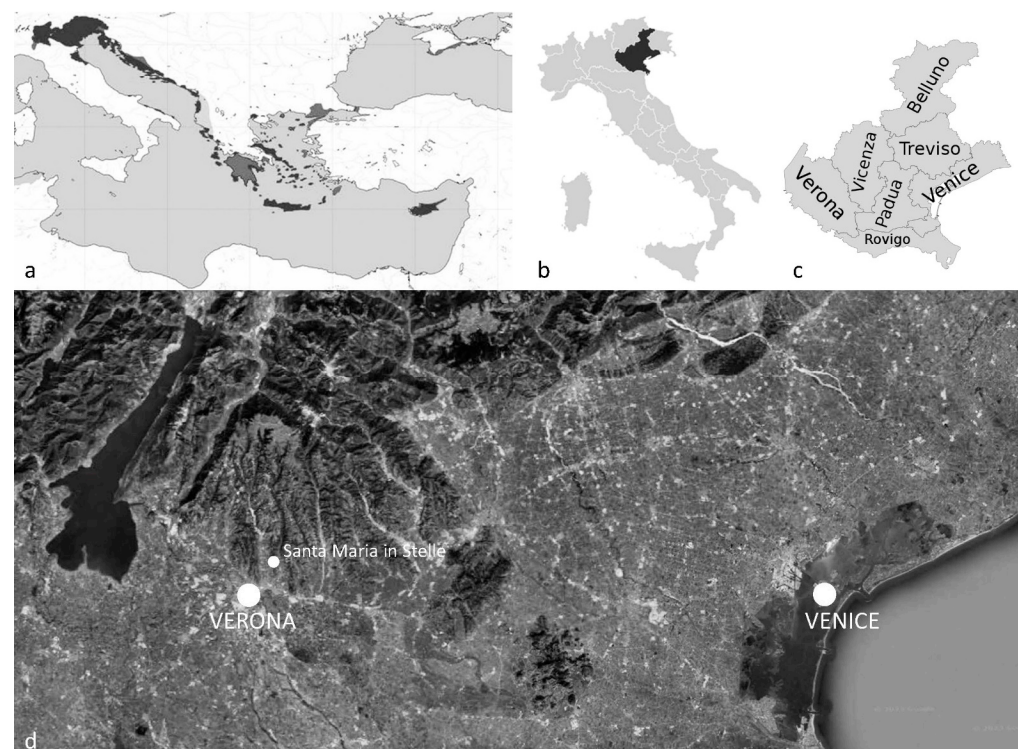 a
b
c
Belluno
Treviso
Vicenza
Venice
Padua
Verona
Rovigo
Santa Maria in Stelle
VERONA
VENICE
d